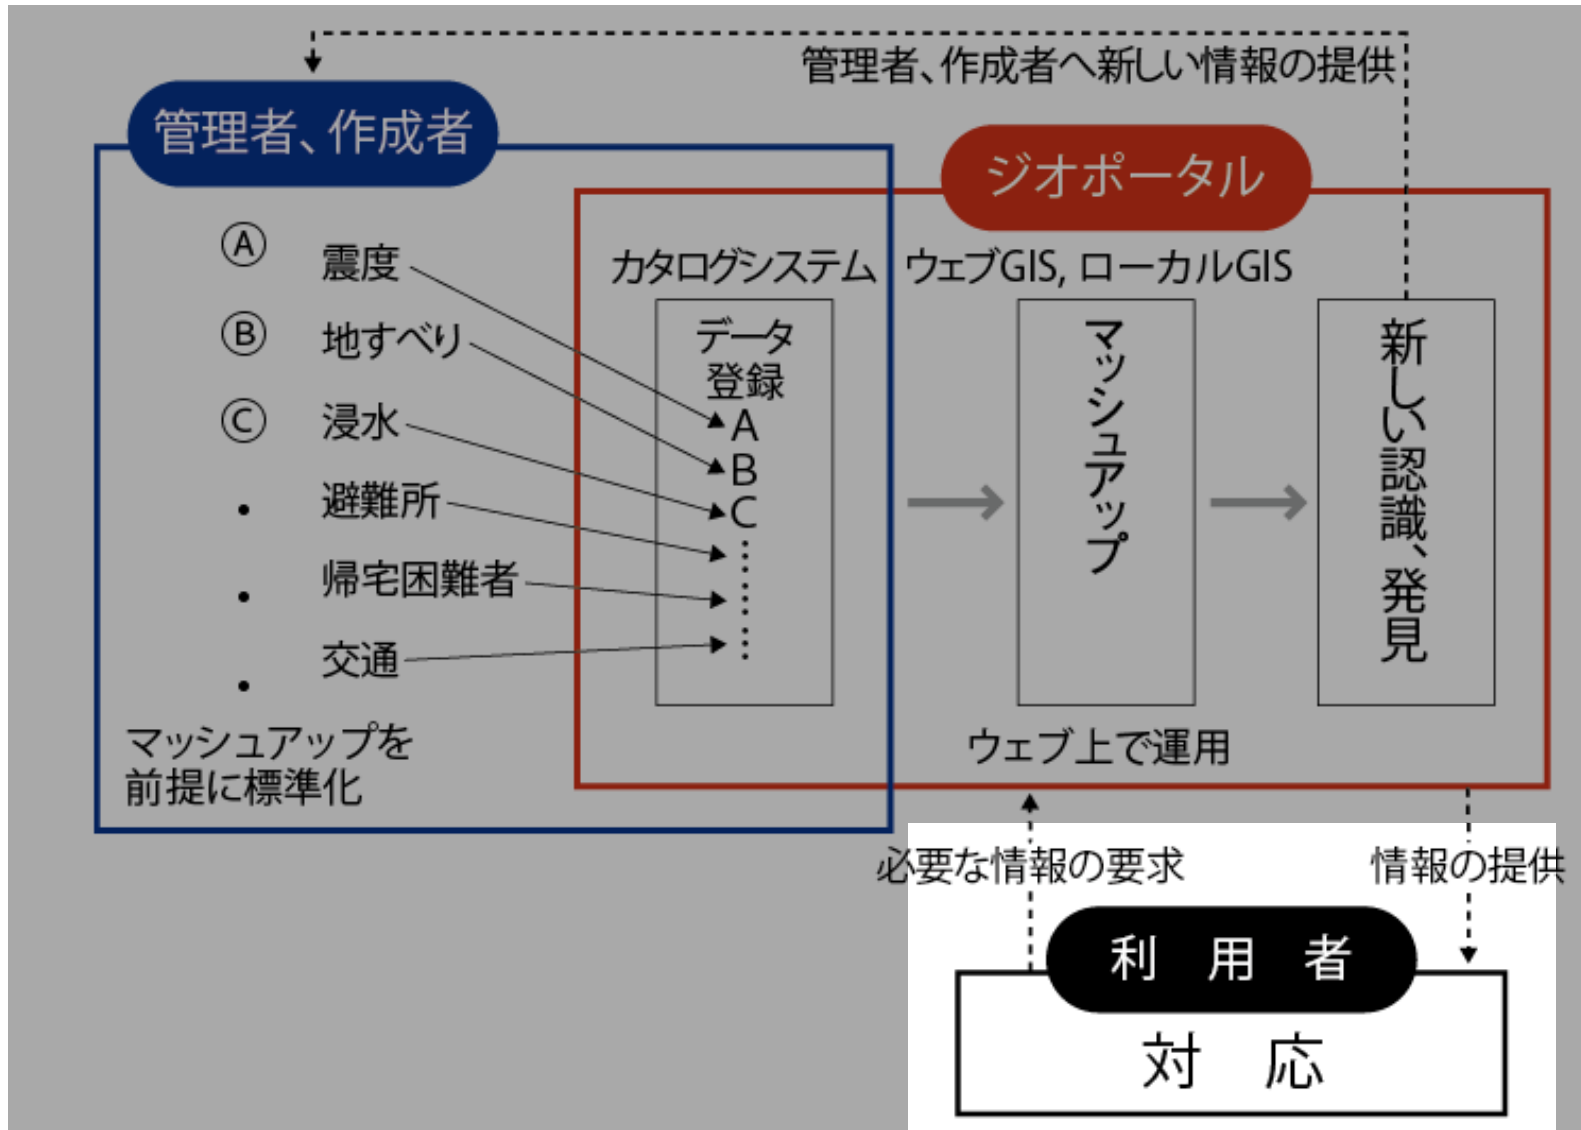 管理者、作成者へ新しい情報の提供
管理者、作成者
ジオポータル
Ⓐ 震度
Ⓑ 地すべり
Ⓒ 浸水
・ 避難所
・ 帰宅困難者
・ 交通
マッシュアップを
前提に標準化
カタログシステム
データ
登録
A
B
C
ウェブGIS, ローカルGIS
マッシュアップ
新しい認識、発見
ウェブ上で運用
必要な情報の要求
情報の提供
利 用 者
対 応